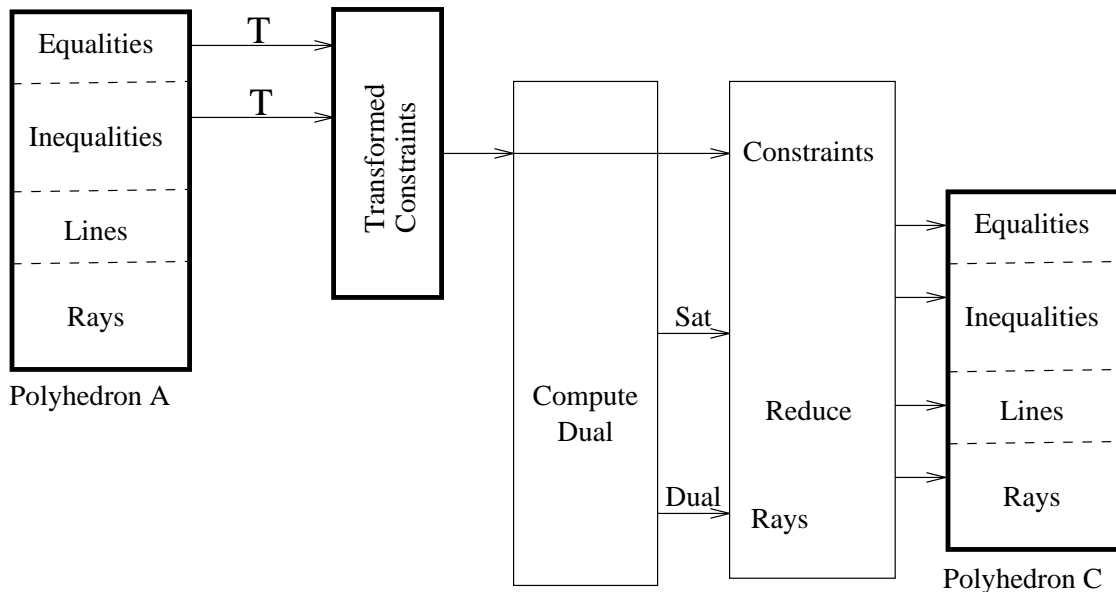 Equalities
T
Inequalities
T
Lines
Rays
Polyhedron A
Transformed
Constraints
Compute
Dual
Sat
Dual
Constraints
Reduce
Rays
Equalities
Inequalities
Lines
Rays
Polyhedron C